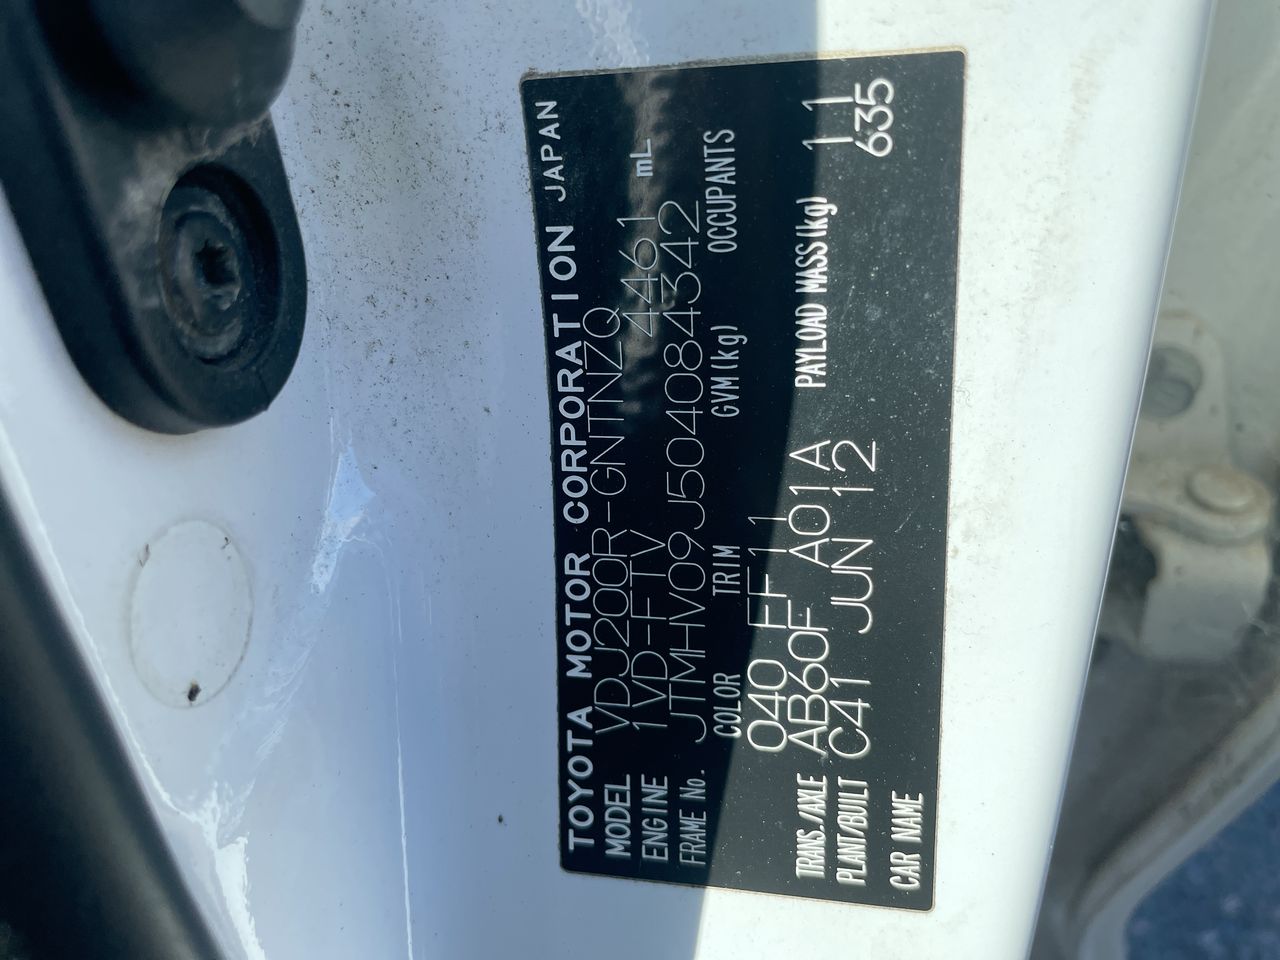 TOYOTA MOTOR CORPORATION JAPAN
MODEL VDJ200R-GNTNZQ
ENGINE 1VD-FTV 4461 mL
FRAME No. JTMHV09J504084342
COLOR TRIM GVM(kg) OCCUPANTS
040 FF11
TRANS./AXLE AB60F A01A PAYLOAD MASS(kg) 11
PLANT/BUILT C41 JUN 12 635
CAR NAME